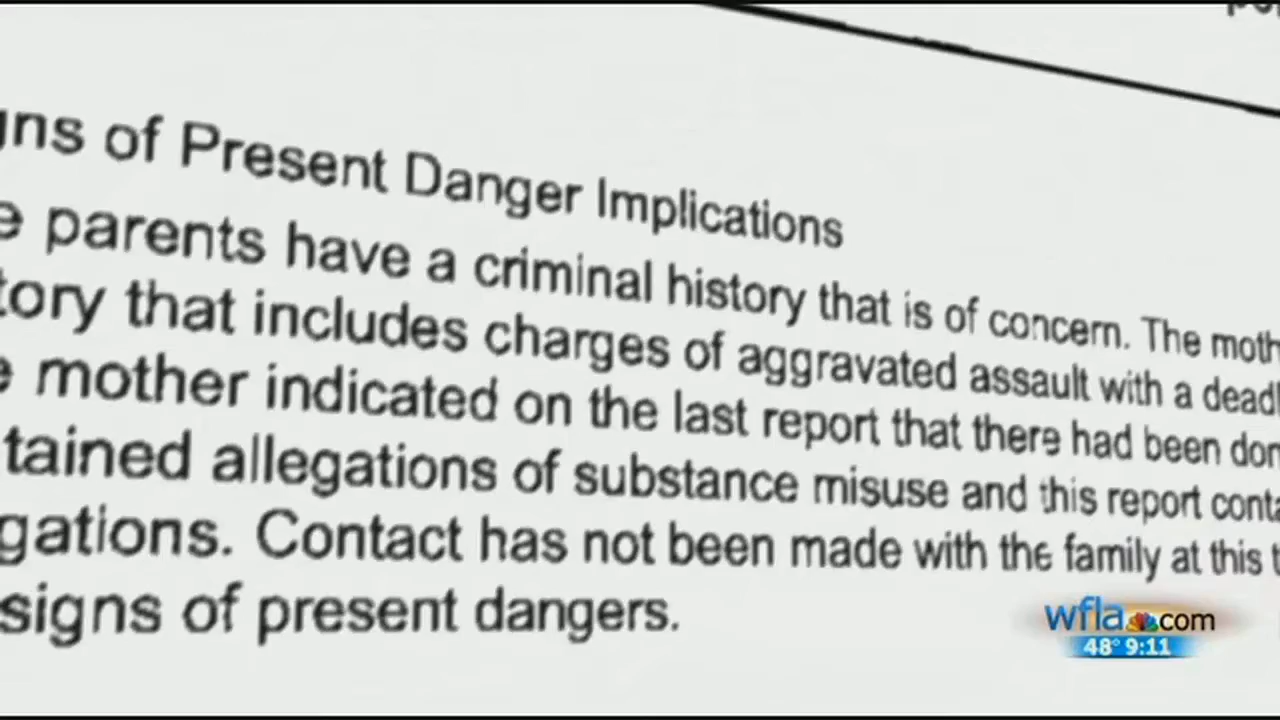 gns of Present Danger Implications
e parents have a criminal history that is of concern. The moth
tory that includes charges of aggravated assault with a deadl
e mother indicated on the last report that there had been dom
tained allegations of substance misuse and this report conta
gations. Contact has not been made with the family at this t
signs of present dangers.
wfla.com
48° 9:11